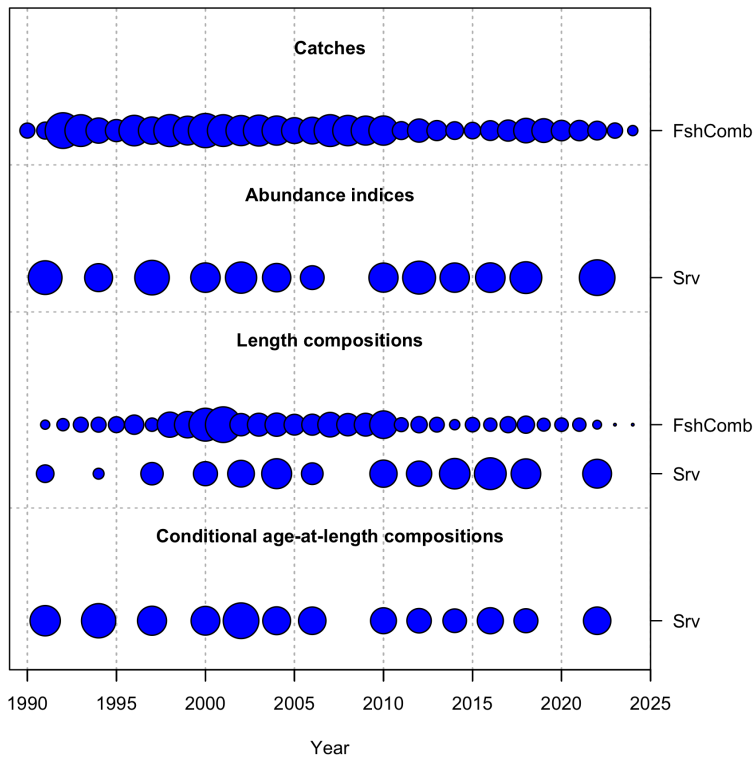 Catches
FshComb
Abundance indices
Srv
Length compositions
FshComb
Srv
Conditional age-at-length compositions
Srv
1990 1995 2000 2005 2010 2015 2020 2025
Year